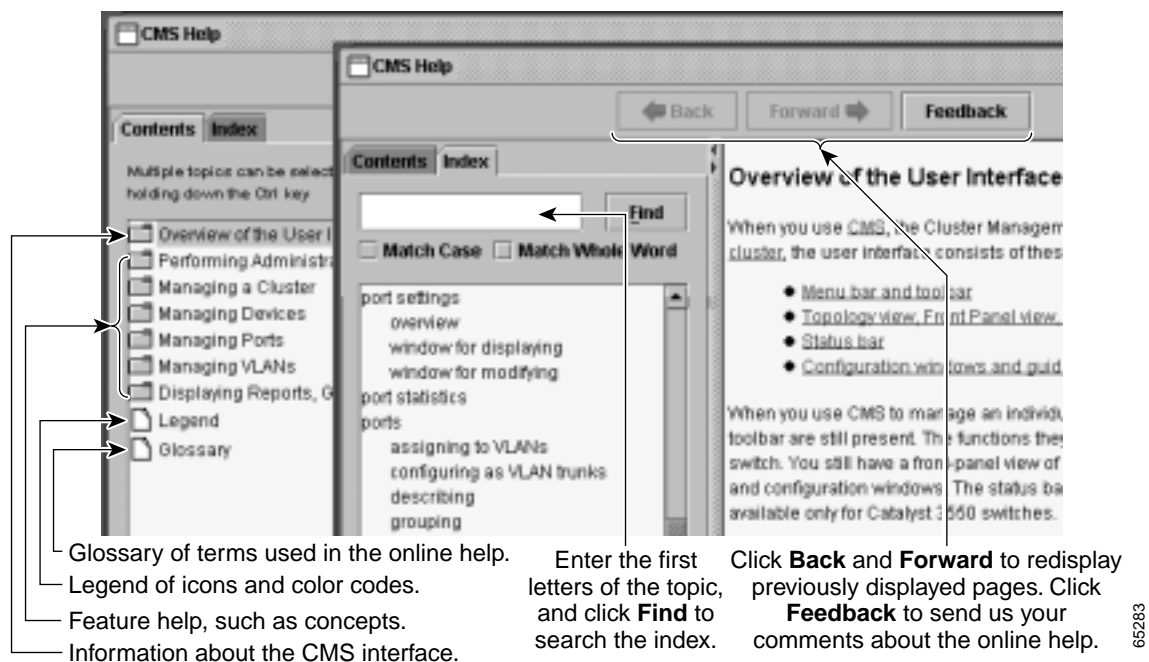 CMS Help
Contents Index
Multiple topics can be select
holding down the Ctrl key
Overview of the User I
Performing Administra
Managing a Cluster
Managing Devices
Managing Ports
Managing VLANs
Displaying Reports, G
Legend
Glossary
CMS Help
Back Forward Feedback
Contents Index
Find
Match Case Match Whole Word
port settings
overview
window for displaying
window for modifying
port statistics
ports
assigning to VLANs
configuring as VLAN trunks
describing
grouping
Overview of the User Interface
When you use CMS, the Cluster Managem
cluster, the user interface consists of thes
● Menu bar and toolbar
● Topology view, Front Panel view,
● Status bar
● Configuration windows and guid
When you use CMS to manage an individu
toolbar are still present. The functions they
switch. You still have a front-panel view of
and configuration windows. The status ba
available only for Catalyst 3550 switches.
Glossary of terms used in the online help.
Legend of icons and color codes.
Feature help, such as concepts.
Information about the CMS interface.
Enter the first
letters of the topic,
and click Find to
search the index.
Click Back and Forward to redisplay
previously displayed pages. Click
Feedback to send us your
comments about the online help.
65283